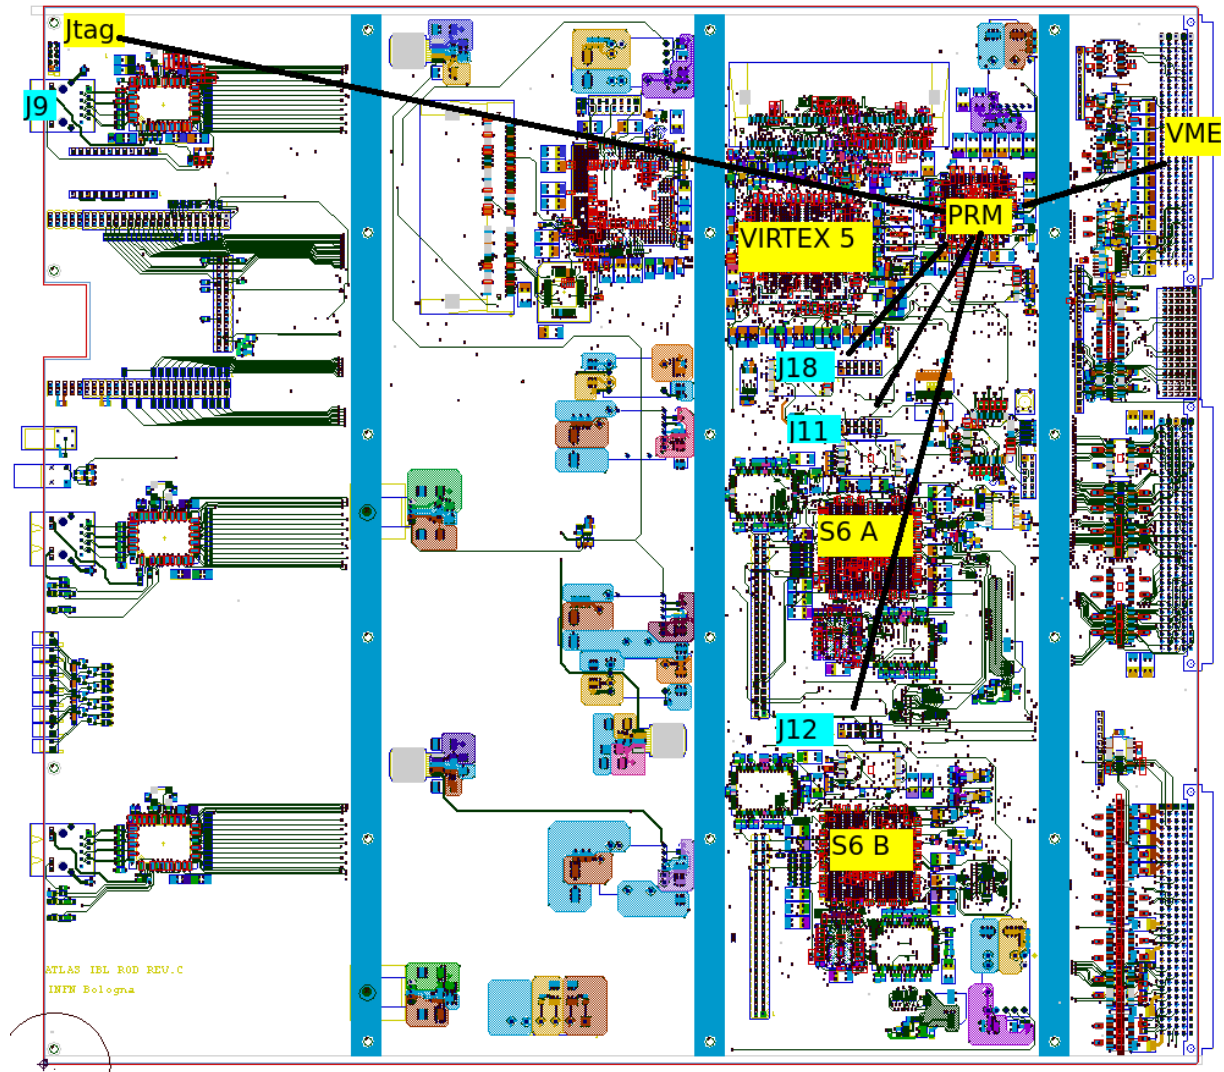 Jtag
J9
VME
PRM
VIRTEX 5
J18
J11
S6 A
J12
S6 B
ATLAS IBL ROD REV.C
INFN Bologna